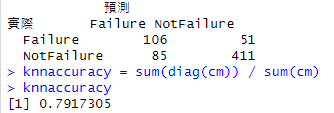 預測
實際 Failure NotFailure
Failure 106 51
NotFailure 85 411
> knnaccuracy = sum(diag(cm)) / sum(cm)
> knnaccuracy
[1] 0.7917305